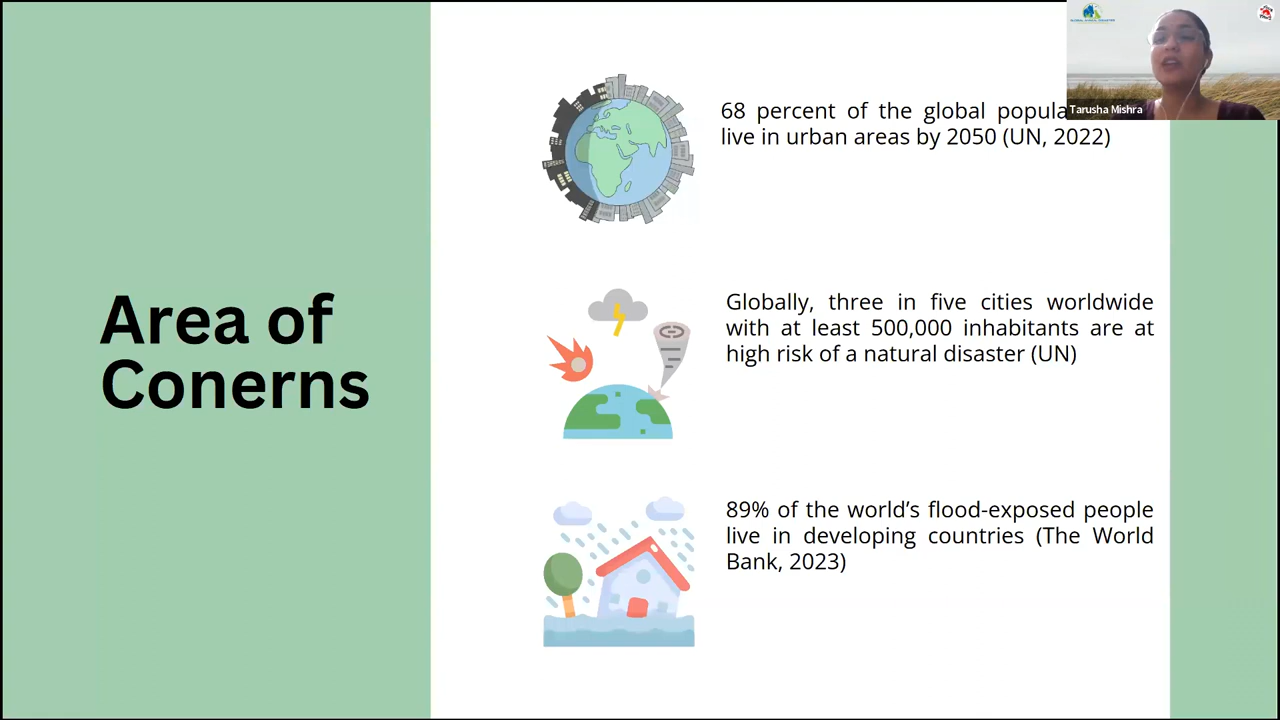 Area of
Conerns
68 percent of the global popula
live in urban areas by 2050 (UN, 2022)
Globally, three in five cities worldwide
with at least 500,000 inhabitants are at
high risk of a natural disaster (UN)
89% of the world's flood-exposed people
live in developing countries (The World
Bank, 2023)
Tarusha Mishra